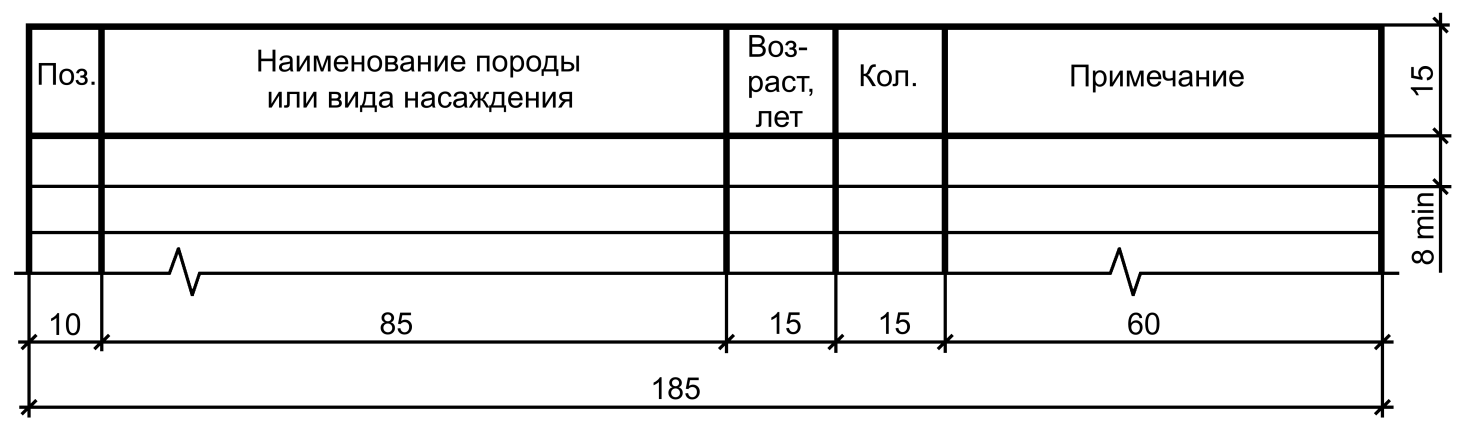 Поз.
Наименование породы
или вида насаждения
Воз-
раст,
лет
Кол.
Примечание
15
8 min
10
85
15
15
60
185